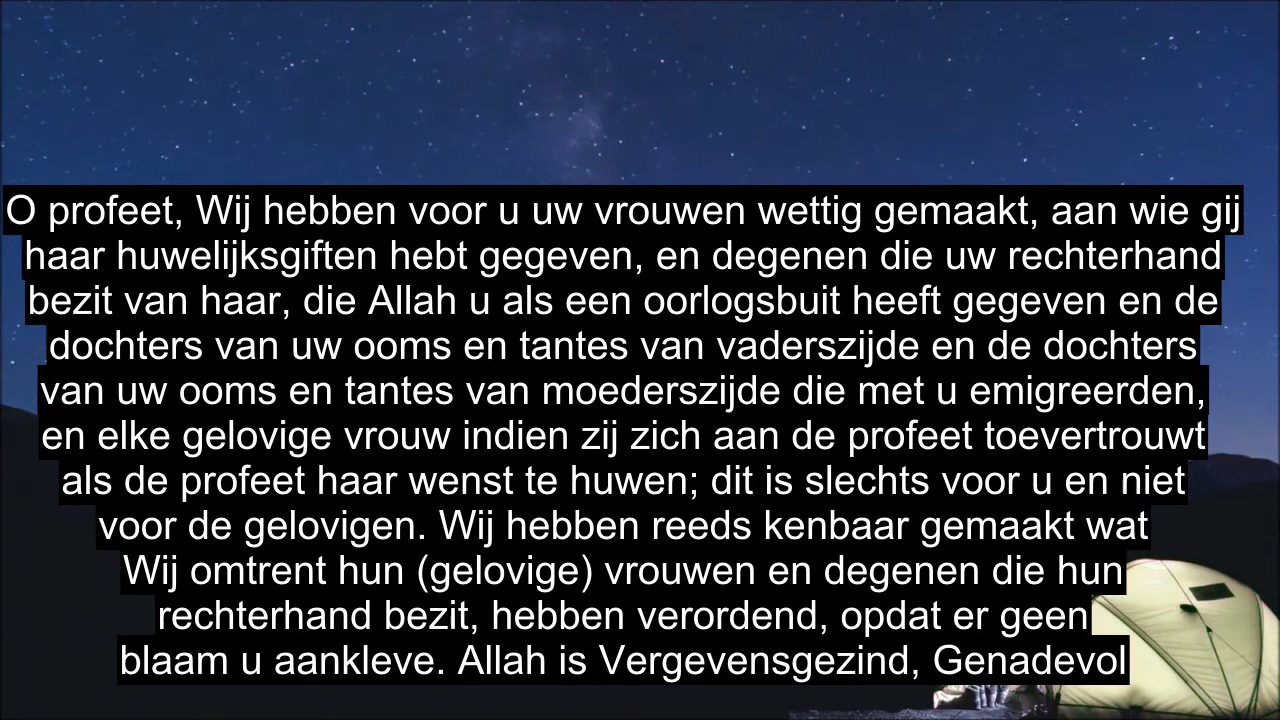 O profeet, Wij hebben voor u uw vrouwen wettig gemaakt, aan wie gij
haar huwelijksgiften hebt gegeven, en degenen die uw rechterhand
bezit van haar, die Allah u als een oorlogsbuit heeft gegeven en de
dochters van uw ooms en tantes van vaderszijde en de dochters
van uw ooms en tantes van moederszijde die met u emigreerden,
en elke gelovige vrouw indien zij zich aan de profeet toevertrouwt
als de profeet haar wenst te huwen; dit is slechts voor u en niet
voor de gelovigen. Wij hebben reeds kenbaar gemaakt wat
Wij omtrent hun (gelovige) vrouwen en degenen die hun
rechterhand bezit, hebben verordend, opdat er geen
blaam u aankleve. Allah is Vergevensgezind, Genadevol